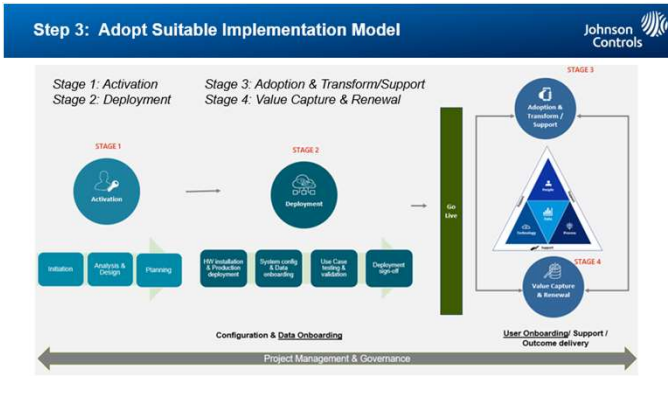 Step 3: Adopt Suitable Implementation Model
Johnson
Controls
Stage 1: Activation
Stage 2: Deployment
Stage 3: Adoption & Transform/Support
Stage 4: Value Capture & Renewal
STAGE 1
Activation
STAGE 2
Deployment
Initiation
Analysis &
Design
Planning
HW installation
& Production
deployment
System config
& Data
onboarding
Use Case
testing &
validation
Deployment
sign-off
Go
Live
STAGE 3
Adoption &
Transform /
Support
People
Data
Technology
Process
Support
STAGE 4
Value Capture
& Renewal
Configuration & Data Onboarding
User Onboarding/ Support /
Outcome delivery
Project Management & Governance